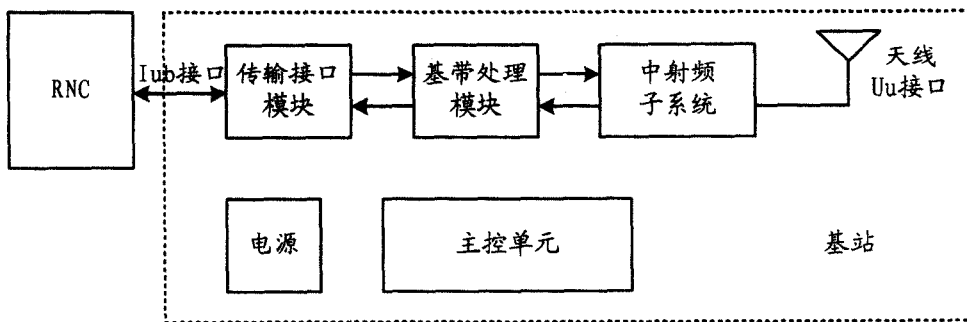 RNC
Iub接口
传输接口
模块
基带处理
模块
中射频
子系统
天线
Uu接口
电源
主控单元
基站